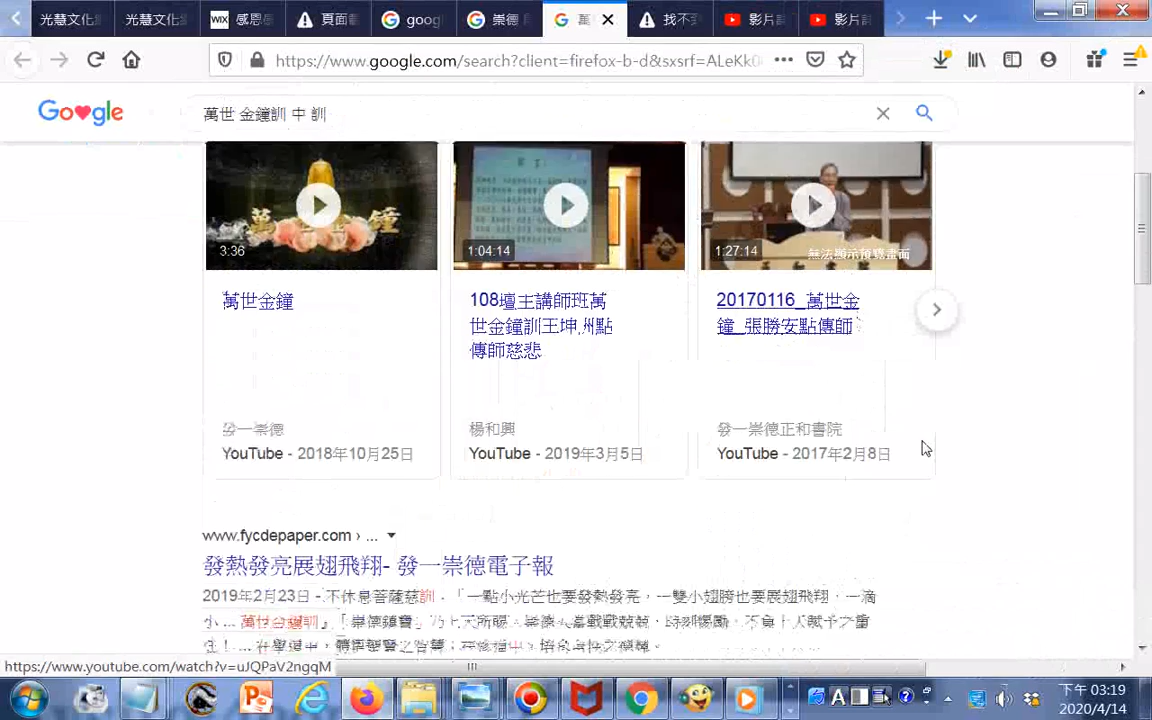 光慧文化
光慧文化
WIX 感恩
頁面
goog
崇德
找不到
影片
影片
https://www.google.com/search?client=firefox-b-d&sxsrf=ALeKk0
Google
萬世 金鐘訓 中 訓
萬世金鐘
3:36
1:04:14
1:27:14
無法顯示預覽畫面
萬世金鐘
發一崇德
YouTube - 2018年10月25日
108壇主講師班萬
世金鐘訓王坤,州點
傳師慈悲
楊和興
YouTube - 2019年3月5日
20170116_萬世金
鐘_張勝安點傳師
發一崇德正和書院
YouTube - 2017年2月8日
www.fycdepaper.com › ...
發熱發亮展翅飛翔- 發一崇德電子報
2019年2月23日 - 不休息菩薩慈訓．「一點小光芒也要發熱發亮，一雙小翅膀也要展翅飛翔，一滴
小 ... 萬世金鐘訓』
https://www.youtube.com/watch?v=uJQPaV2ngqM
下午 03:19
2020/4/14